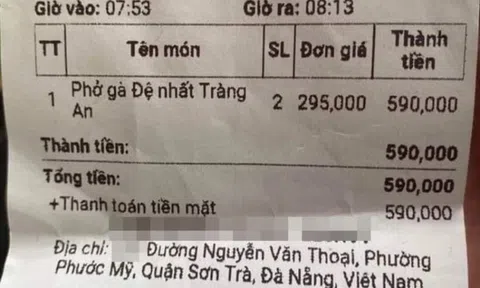 Giờ vào: 07:53 Giờ ra: 08:13
TT Tên món SL Đơn giá Thành tiền
1 Phở gà Đệ nhất Tràng An 2 295,000 590,000
Thành tiền: 590,000
Tổng tiền: 590,000
+Thanh toán tiền mặt 590,000
Địa chỉ: Đường Nguyễn Văn Thoại, Phường
Phước Mỹ, Quận Sơn Trà, Đà Nẵng, Việt Nam